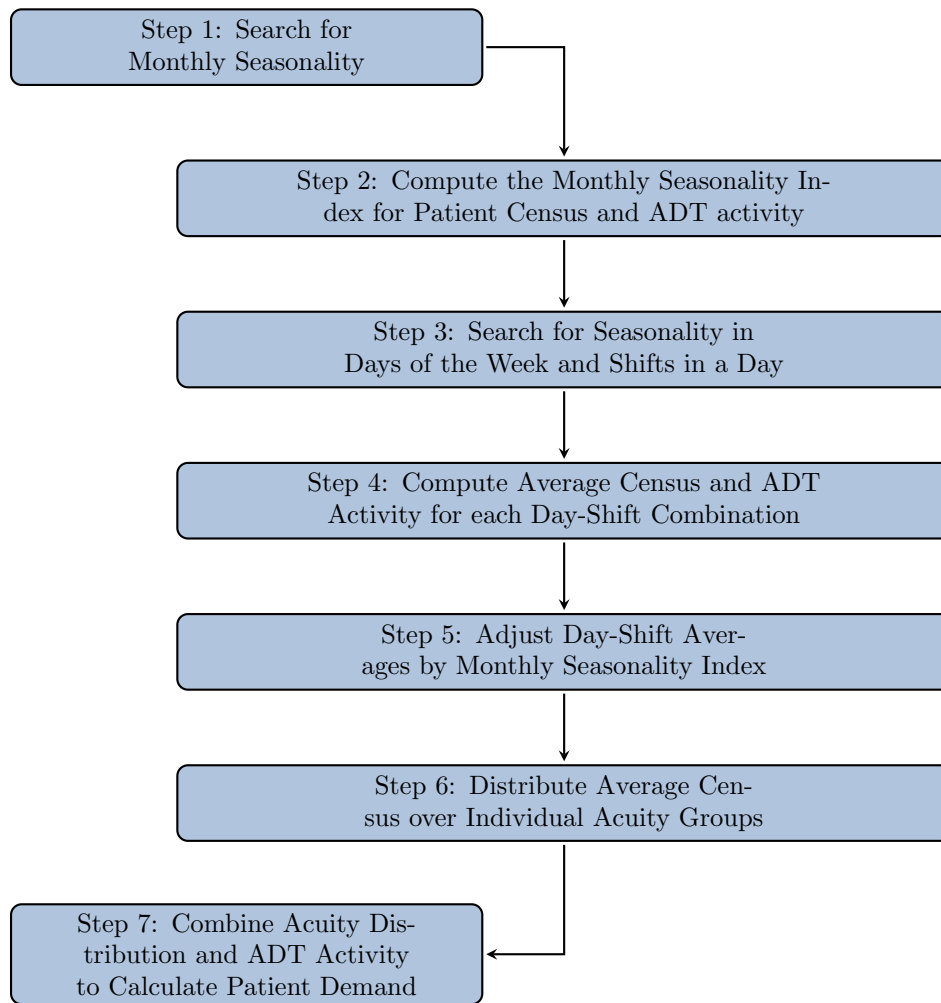 Step 1: Search for
Monthly Seasonality
Step 2: Compute the Monthly Seasonality In-
dex for Patient Census and ADT activity
Step 3: Search for Seasonality in
Days of the Week and Shifts in a Day
Step 4: Compute Average Census and ADT
Activity for each Day-Shift Combination
Step 5: Adjust Day-Shift Aver-
ages by Monthly Seasonality Index
Step 6: Distribute Average Cen-
sus over Individual Acuity Groups
Step 7: Combine Acuity Dis-
tribution and ADT Activity
to Calculate Patient Demand